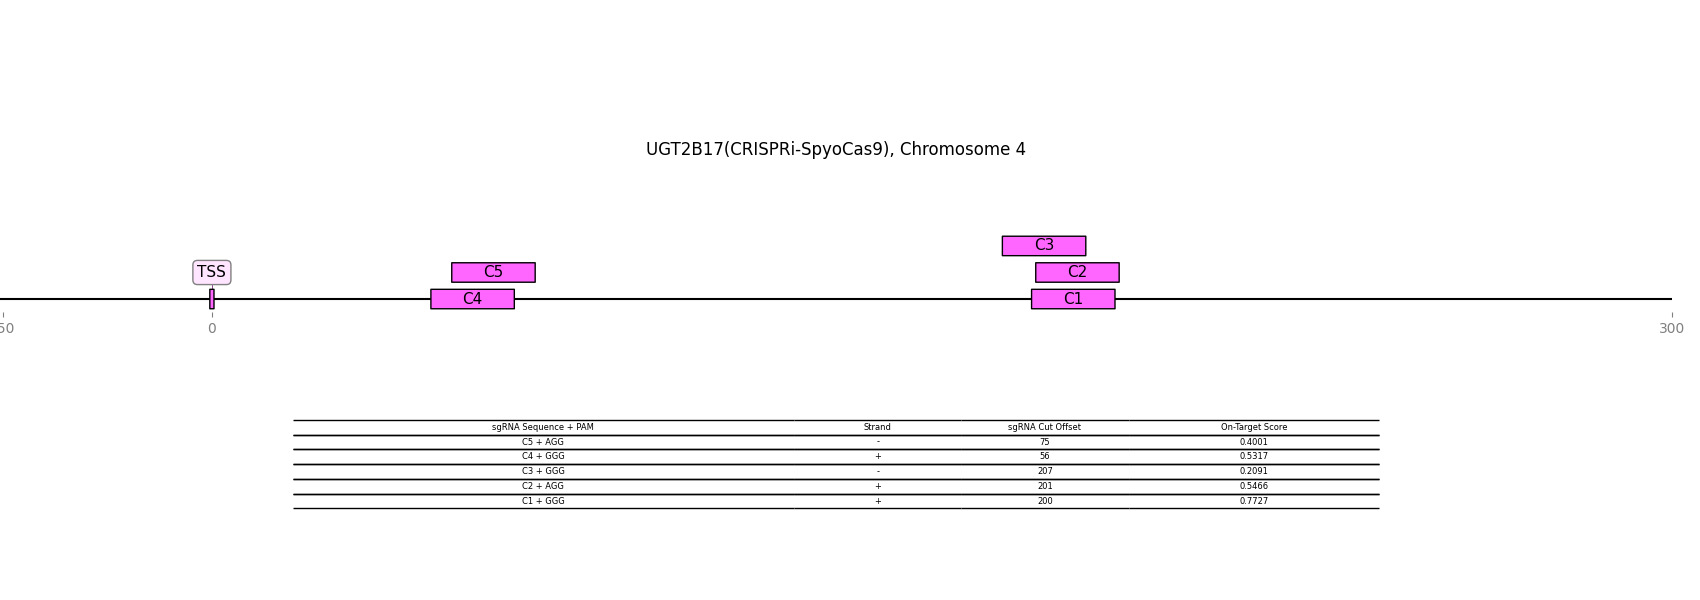 UGT2B17(CRISPRi-SpyoCas9), Chromosome 4
C3
TSS C5 C2
C4 C1
50 0 300
sgRNA Sequence + PAM Strand sgRNA Cut Offset On-Target Score
C5 + AGG - 75 0.4001
C4 + GGG + 56 0.5317
C3 + GGG - 207 0.2091
C2 + AGG + 201 0.5466
C1 + GGG + 200 0.7727